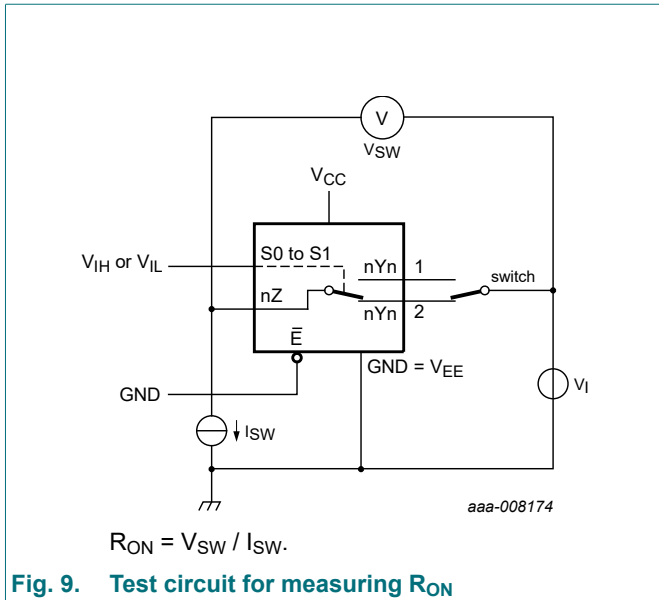 V
VSW
VCC
VIH or VIL
S0 to S1
nYn
1
switch
nZ
nYn
2
E̅
GND = VEE
VI
GND
ISW
aaa-008174
RON = VSW / ISW.
Fig. 9. Test circuit for measuring RON